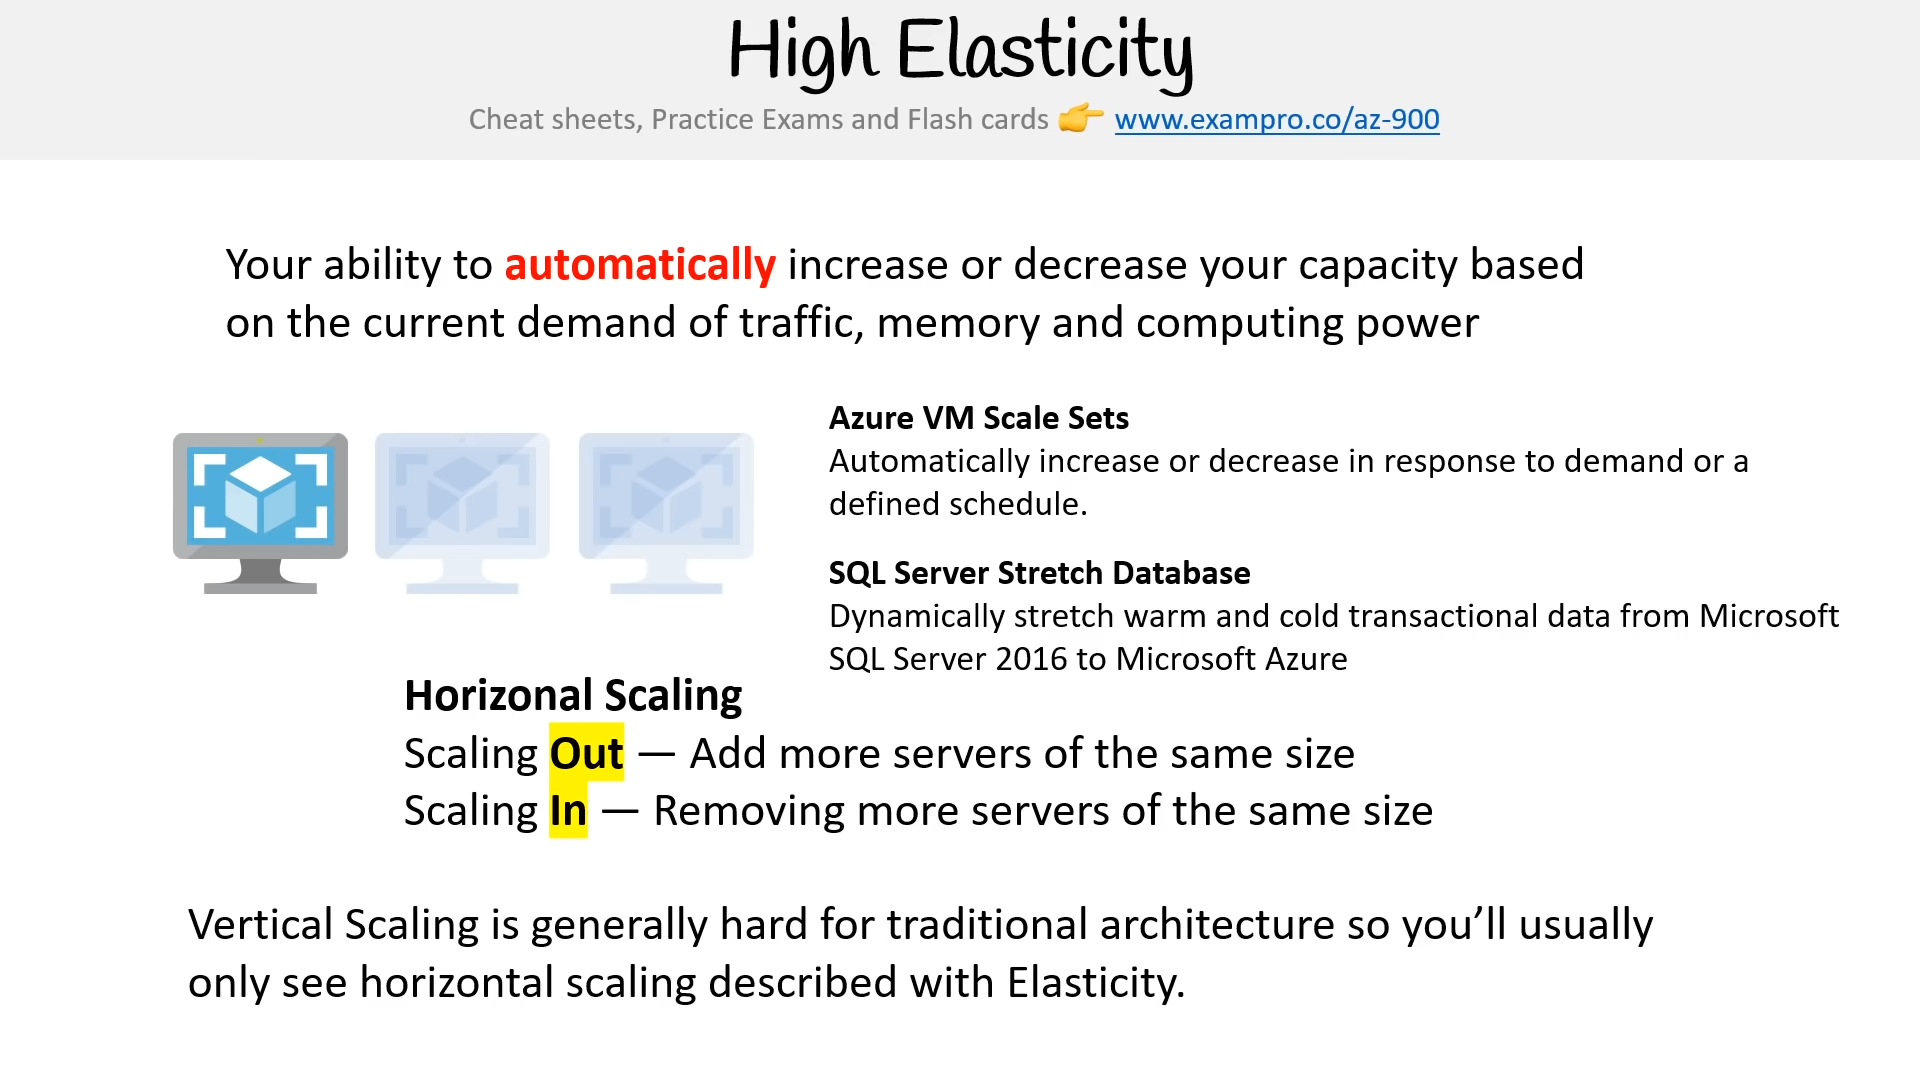 High Elasticity
Cheat sheets, Practice Exams and Flash cards 👉 www.exampro.co/az-900
Your ability to automatically increase or decrease your capacity based
on the current demand of traffic, memory and computing power
Azure VM Scale Sets
Automatically increase or decrease in response to demand or a
defined schedule.
SQL Server Stretch Database
Dynamically stretch warm and cold transactional data from Microsoft
SQL Server 2016 to Microsoft Azure
Horizonal Scaling
Scaling Out — Add more servers of the same size
Scaling In — Removing more servers of the same size
Vertical Scaling is generally hard for traditional architecture so you’ll usually
only see horizontal scaling described with Elasticity.